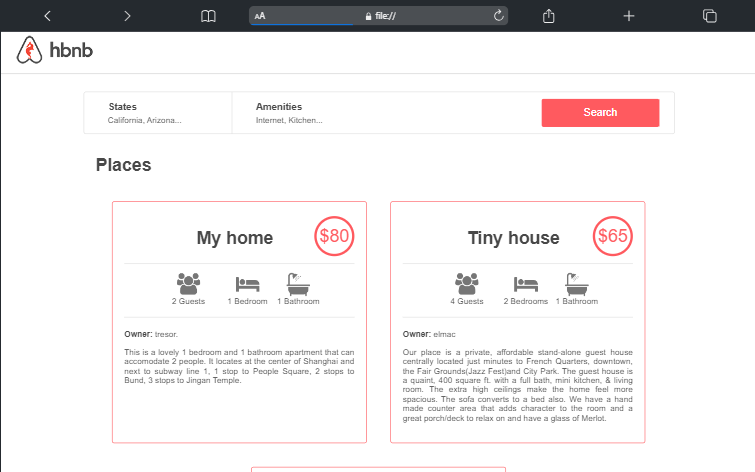 AA file://
hbnb
States
California, Arizona...
Amenities
Internet, Kitchen...
Search
Places
My home
$80
2 Guests 1 Bedroom 1 Bathroom
Owner: tresor.
This is a lovely 1 bedroom and 1 bathroom apartment that can
accomodate 2 people. It locates at the center of Shanghai and
next to subway line 1, 1 stop to People Square, 2 stops to
Bund, 3 stops to Jingan Temple.
Tiny house
$65
4 Guests 2 Bedrooms 1 Bathroom
Owner: elmac
Our place is a private, affordable stand-alone guest house
centrally located just minutes to French Quarters, downtown,
the Fair Grounds(Jazz Fest)and City Park. The guest house is
a quaint, 400 square ft. with a full bath, mini kitchen, & living
room. The extra high ceilings make the home feel more
spacious. The sofa converts to a bed also. We have a hand
made counter area that adds character to the room and a
great porch/deck to relax on and have a glass of Merlot.